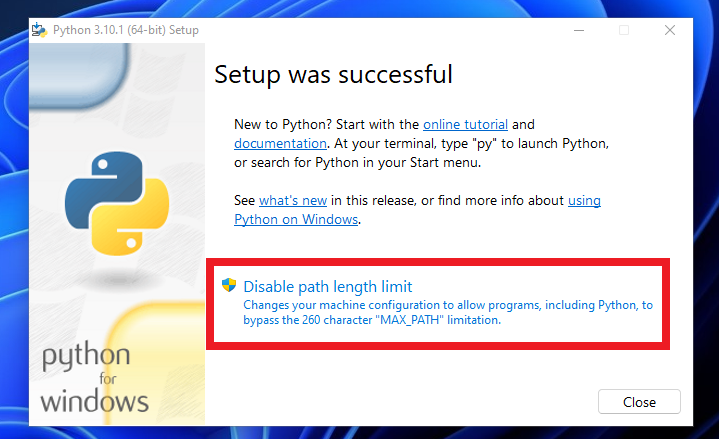 Python 3.10.1 (64-bit) Setup
Setup was successful
New to Python? Start with the online tutorial and
documentation. At your terminal, type "py" to launch Python,
or search for Python in your Start menu.
See what's new in this release, or find more info about using
Python on Windows.
Disable path length limit
Changes your machine configuration to allow programs, including Python, to
bypass the 260 character "MAX_PATH" limitation.
python
for
windows
Close